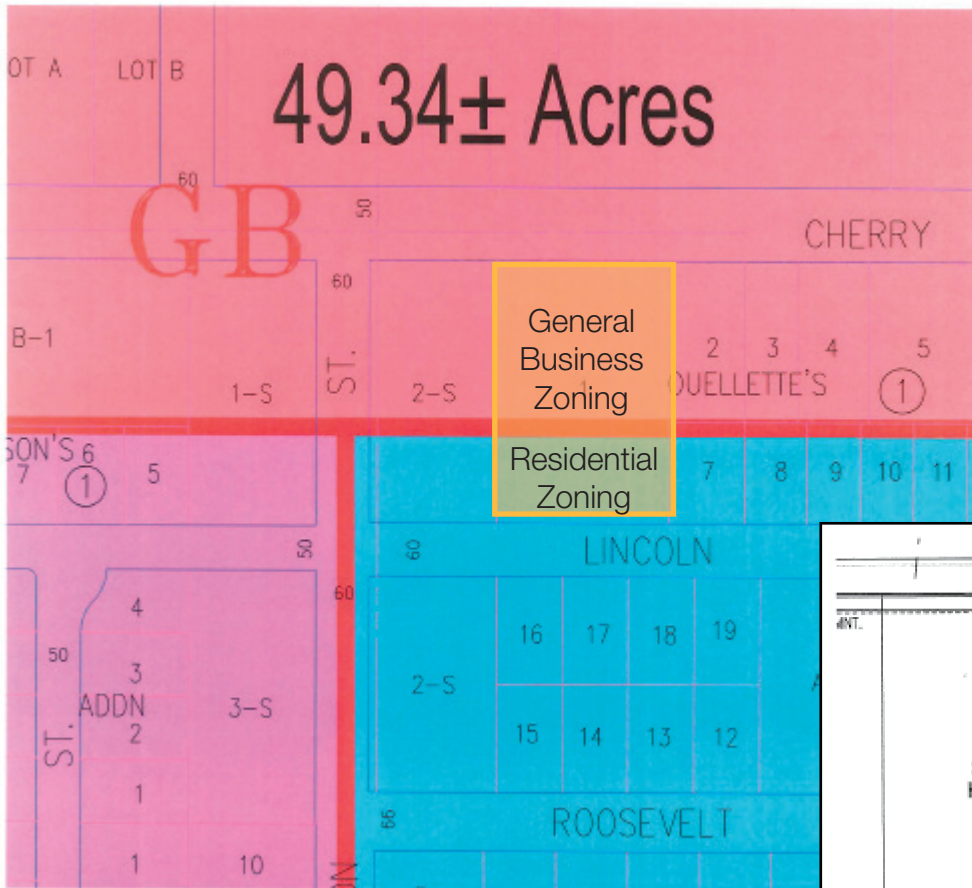 OT A LOT B
49.34± Acres
60
GB
50
CHERRY
60
General
Business
Zoning
B-1
1-S
ST.
2-S
1
2
3
4
5
OUELLETTE'S
1
SON'S
6
7
1
5
Residential
Zoning
7
8
9
10
11
50
60
LINCOLN
60
4
16
17
18
19
50
3
ADDN
3-S
2-S
A
2
ST.
15
14
13
12
1
66
ROOSEVELT
1
10